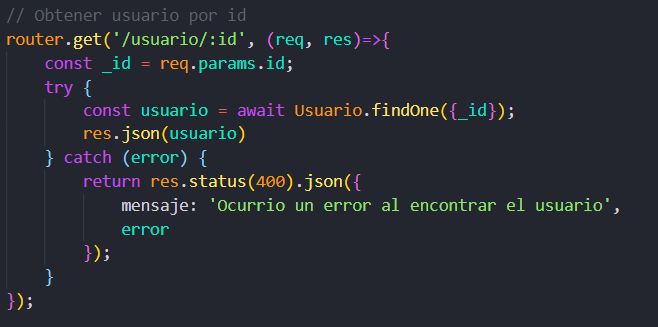 // Obtener usuario por id
router.get('/usuario/:id', (req, res)=>{
    const _id = req.params.id;
    try {
        const usuario = await Usuario.findOne({_id});
        res.json(usuario)
    } catch (error) {
        return res.status(400).json({
            mensaje: 'Ocurrio un error al encontrar el usuario',
            error
        });
    }
});